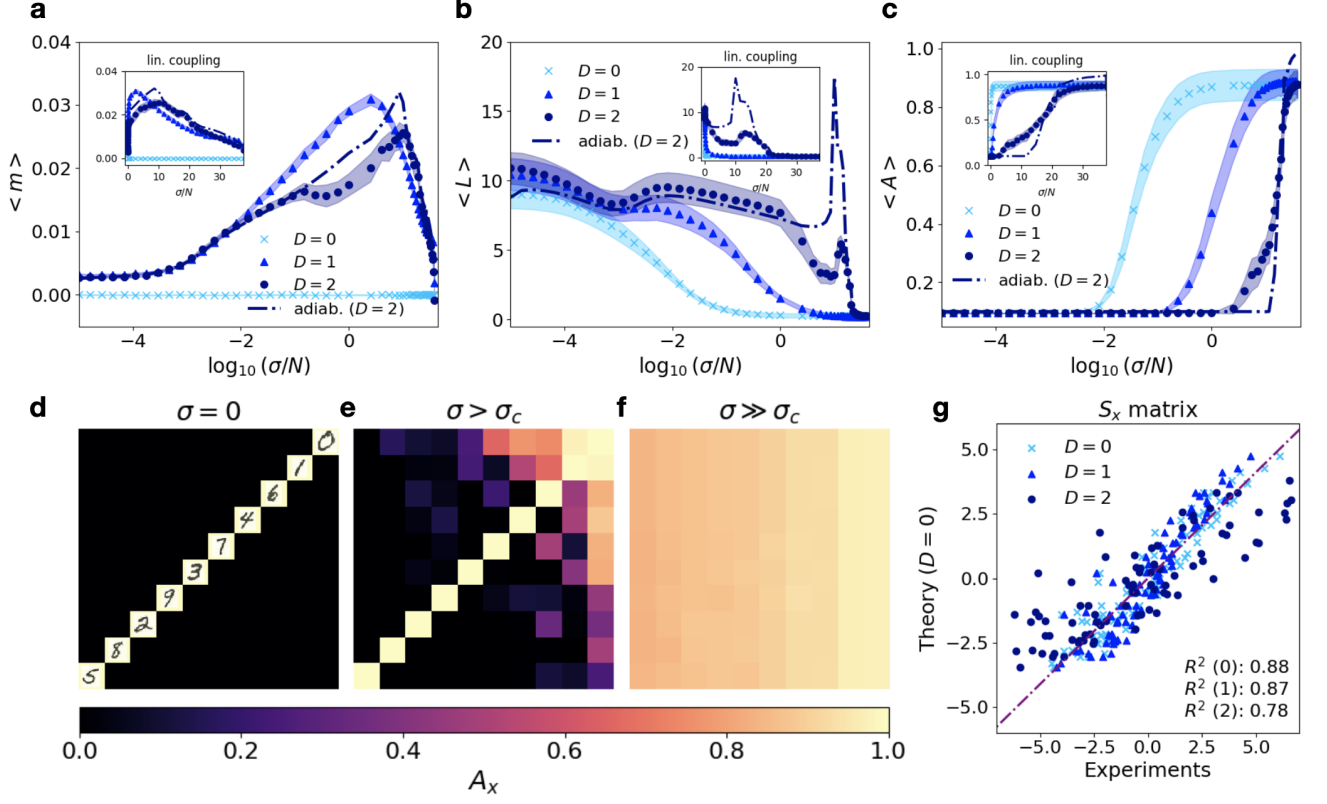 a
0.04
0.03
0.02
0.01
0.00
< m >
lin. coupling
0.04
0.02
0.00
0 10 20 30
σ/N
D = 0
D = 1
D = 2
adiab. (D = 2)
−4 −2 0
log₁₀ (σ/N)
b
20
15
10
5
0
< L >
D = 0
D = 1
D = 2
adiab. (D = 2)
lin. coupling
20
10
0
0 10 20 30
σ/N
−4 −2 0
log₁₀ (σ/N)
c
1.0
0.8
0.6
0.4
0.2
< A >
lin. coupling
1.0
0.5
0.0
0 10 20 30
σ/N
D = 0
D = 1
D = 2
adiab. (D = 2)
−4 −2 0
log₁₀ (σ/N)
d
σ = 0
0
1
6
4
7
3
9
2
8
5
e
σ > σ_c
f
σ ≫ σ_c
0.0 0.2 0.4 0.6 0.8 1.0
A_x
g
S_x matrix
5.0
2.5
0.0
−2.5
−5.0
Theory (D = 0)
D = 0
D = 1
D = 2
R² (0): 0.88
R² (1): 0.87
R² (2): 0.78
−5.0 −2.5 0.0 2.5 5.0
Experiments